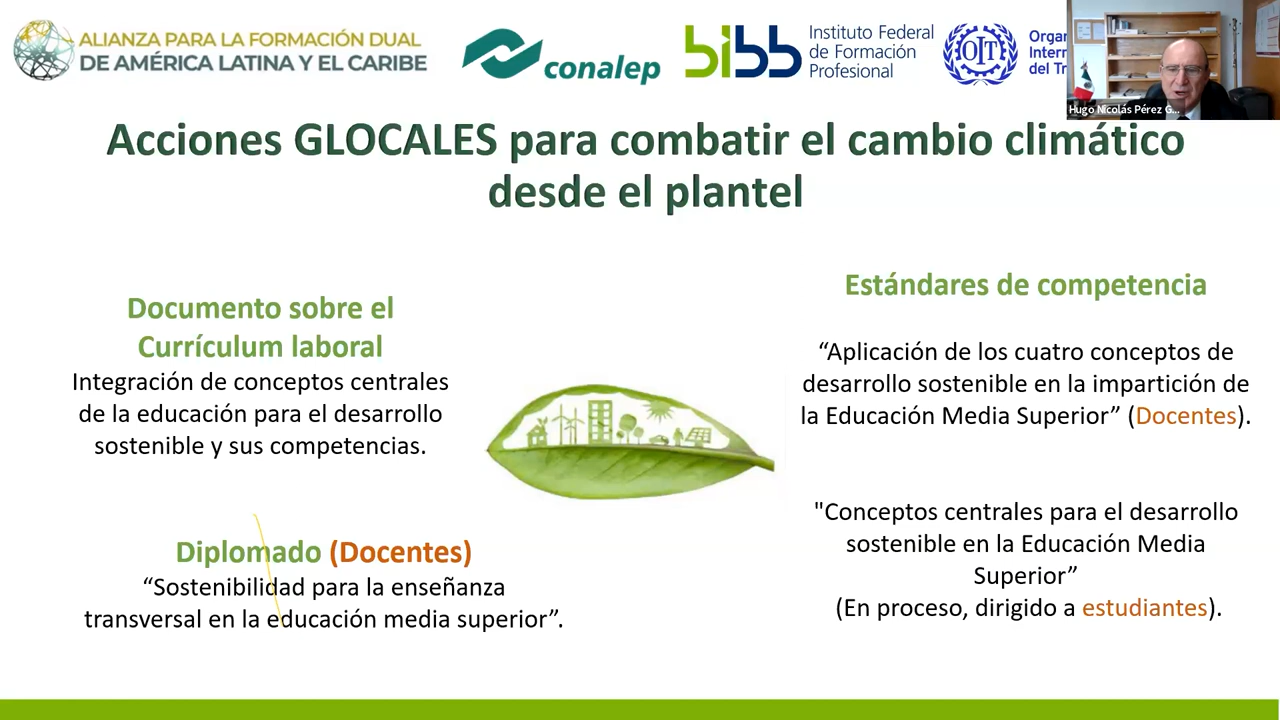 ALIANZA PARA LA FORMACIÓN DUAL
DE AMÉRICA LATINA Y EL CARIBE
conalep
bibb
Instituto Federal
de Formación
Profesional
OIT
Hugo Nicolás Pérez G...
Acciones GLOCALES para combatir el cambio climático
desde el plantel
Documento sobre el
Currículum laboral
Integración de conceptos centrales
de la educación para el desarrollo
sostenible y sus competencias.
Diplomado (Docentes)
“Sostenibilidad para la enseñanza
transversal en la educación media superior”.
Estándares de competencia
“Aplicación de los cuatro conceptos de
desarrollo sostenible en la impartición de
la Educación Media Superior” (Docentes).
"Conceptos centrales para el desarrollo
sostenible en la Educación Media
Superior”
(En proceso, dirigido a estudiantes).